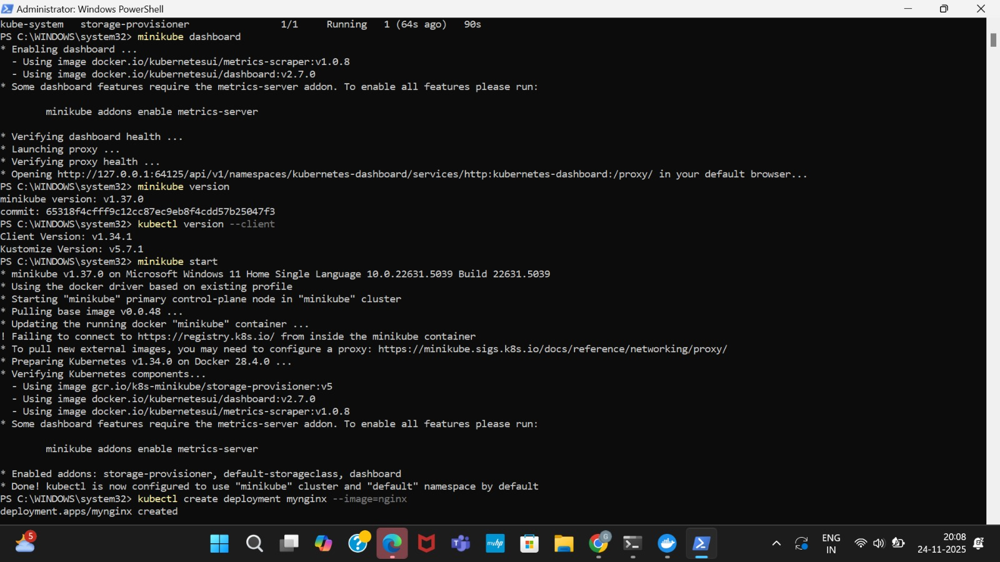 Administrator: Windows PowerShell
kube-system   storage-provisioner                1/1     Running   1 (64s ago)   90s
PS C:\WINDOWS\system32> minikube dashboard
* Enabling dashboard ...
  - Using image docker.io/kubernetesui/metrics-scraper:v1.0.8
  - Using image docker.io/kubernetesui/dashboard:v2.7.0
* Some dashboard features require the metrics-server addon. To enable all features please run:
        minikube addons enable metrics-server
* Verifying dashboard health ...
* Launching proxy ...
* Verifying proxy health ...
* Opening http://127.0.0.1:64125/api/v1/namespaces/kubernetes-dashboard/services/http:kubernetes-dashboard:/proxy/ in your default browser...
PS C:\WINDOWS\system32> minikube version
minikube version: v1.37.0
commit: 65318f4cfff9c12cc87ec9eb8f4cdd57b25047f3
PS C:\WINDOWS\system32> kubectl version --client
Client Version: v1.34.1
Kustomize Version: v5.7.1
PS C:\WINDOWS\system32> minikube start
* minikube v1.37.0 on Microsoft Windows 11 Home Single Language 10.0.22631.5039 Build 22631.5039
* Using the docker driver based on existing profile
* Starting "minikube" primary control-plane node in "minikube" cluster
* Pulling base image v0.0.48 ...
* Updating the running docker "minikube" container ...
! Failing to connect to https://registry.k8s.io/ from inside the minikube container
* To pull new external images, you may need to configure a proxy: https://minikube.sigs.k8s.io/docs/reference/networking/proxy/
* Preparing Kubernetes v1.34.0 on Docker 28.4.0 ...
* Verifying Kubernetes components...
  - Using image gcr.io/k8s-minikube/storage-provisioner:v5
  - Using image docker.io/kubernetesui/dashboard:v2.7.0
  - Using image docker.io/kubernetesui/metrics-scraper:v1.0.8
* Some dashboard features require the metrics-server addon. To enable all features please run:
        minikube addons enable metrics-server
* Enabled addons: storage-provisioner, default-storageclass, dashboard
* Done! kubectl is now configured to use "minikube" cluster and "default" namespace by default
PS C:\WINDOWS\system32> kubectl create deployment mynginx --image=nginx
deployment.apps/mynginx created
5
myhp
G
ENG
IN
20:08
24-11-2025